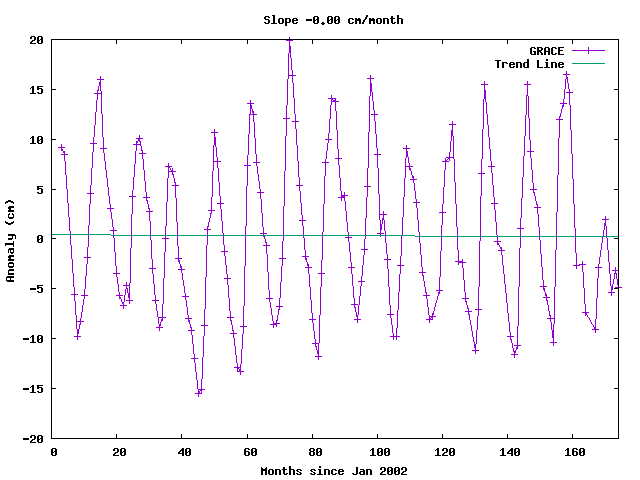 Slope -0.00 cm/month
GRACE
Trend Line
20
15
10
5
0
-5
-10
-15
-20
Anomaly (cm)
0 20 40 60 80 100 120 140 160
Months since Jan 2002